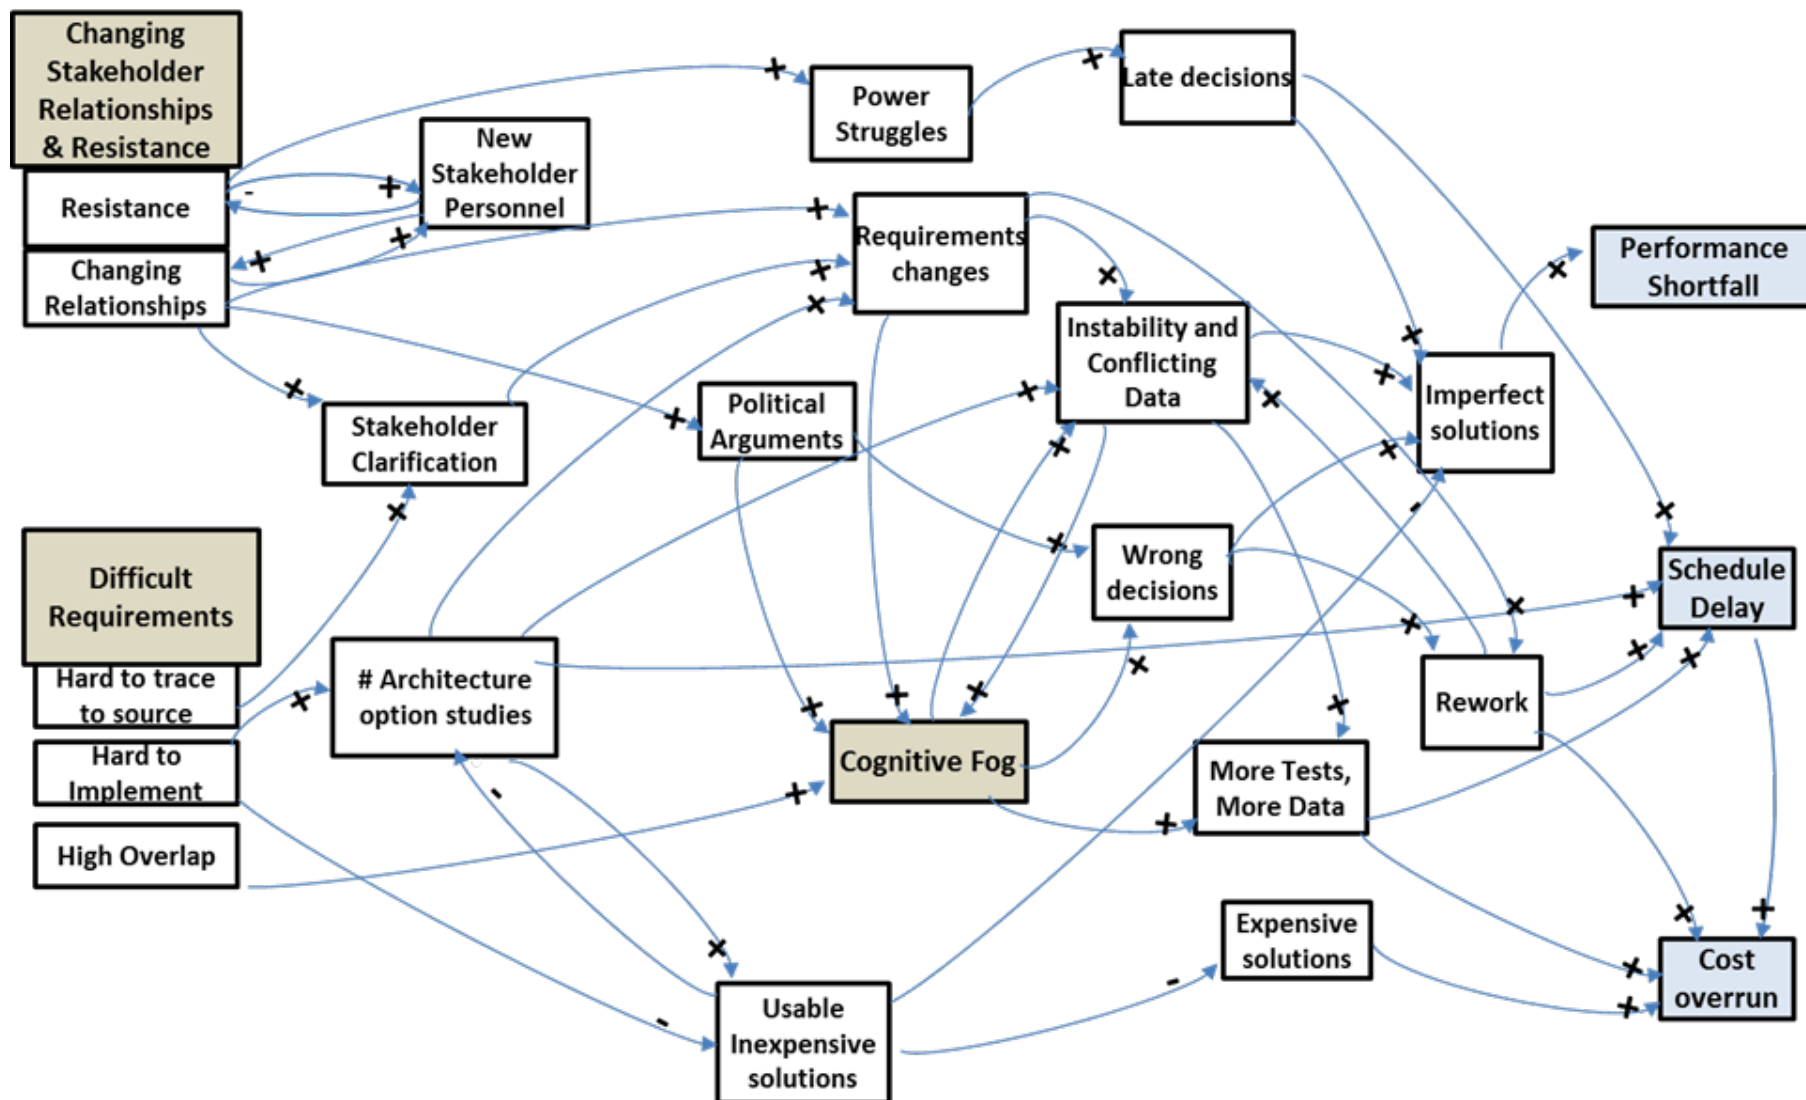 Changing
Stakeholder
Relationships
& Resistance
Resistance
Changing
Relationships
New
Stakeholder
Personnel
Power
Struggles
Late decisions
Requirements
changes
Performance
Shortfall
Instability and
Conflicting
Data
Imperfect
solutions
Stakeholder
Clarification
Political
Arguments
Wrong
decisions
Schedule
Delay
Difficult
Requirements
Hard to trace
to source
Hard to
Implement
High Overlap
# Architecture
option studies
Cognitive Fog
More Tests,
More Data
Rework
Expensive
solutions
Cost
overrun
Usable
Inexpensive
solutions